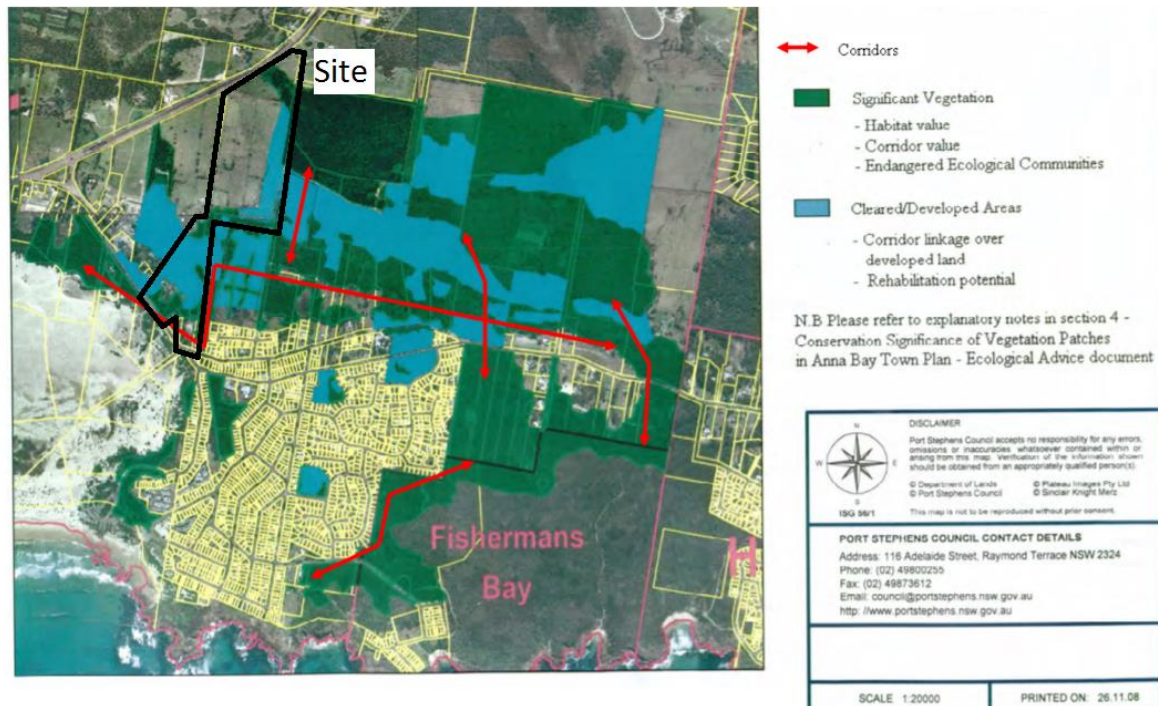 Site
Fishermans
Bay
H
Corridors
Significant Vegetation
- Habitat value
- Corridor value
- Endangered Ecological Communities
Cleared/Developed Areas
- Corridor linkage over
developed land
- Rehabilitation potential
N.B Please refer to explanatory notes in section 4 -
Conservation Significance of Vegetation Patches
in Anna Bay Town Plan - Ecological Advice document
N
W E
S
ISG 56/1
DISCLAIMER
Port Stephens Council accepts no responsibility for any errors,
omissions or inaccuracies whatsoever contained within or
arising from this map. Verification of the information shown
should be obtained from an appropriately qualified person(s).
© Department of Lands © Plateau Images Pty Ltd
© Port Stephens Council © Sinclair Knight Merz
This map is not to be reproduced without prior consent.
PORT STEPHENS COUNCIL CONTACT DETAILS
Address: 116 Adelaide Street, Raymond Terrace NSW 2324
Phone: (02) 49800255
Fax: (02) 49873612
Email: council@portstephens.nsw.gov.au
http: //www.portstephens.nsw.gov.au
SCALE 1:20000 PRINTED ON: 26.11.08